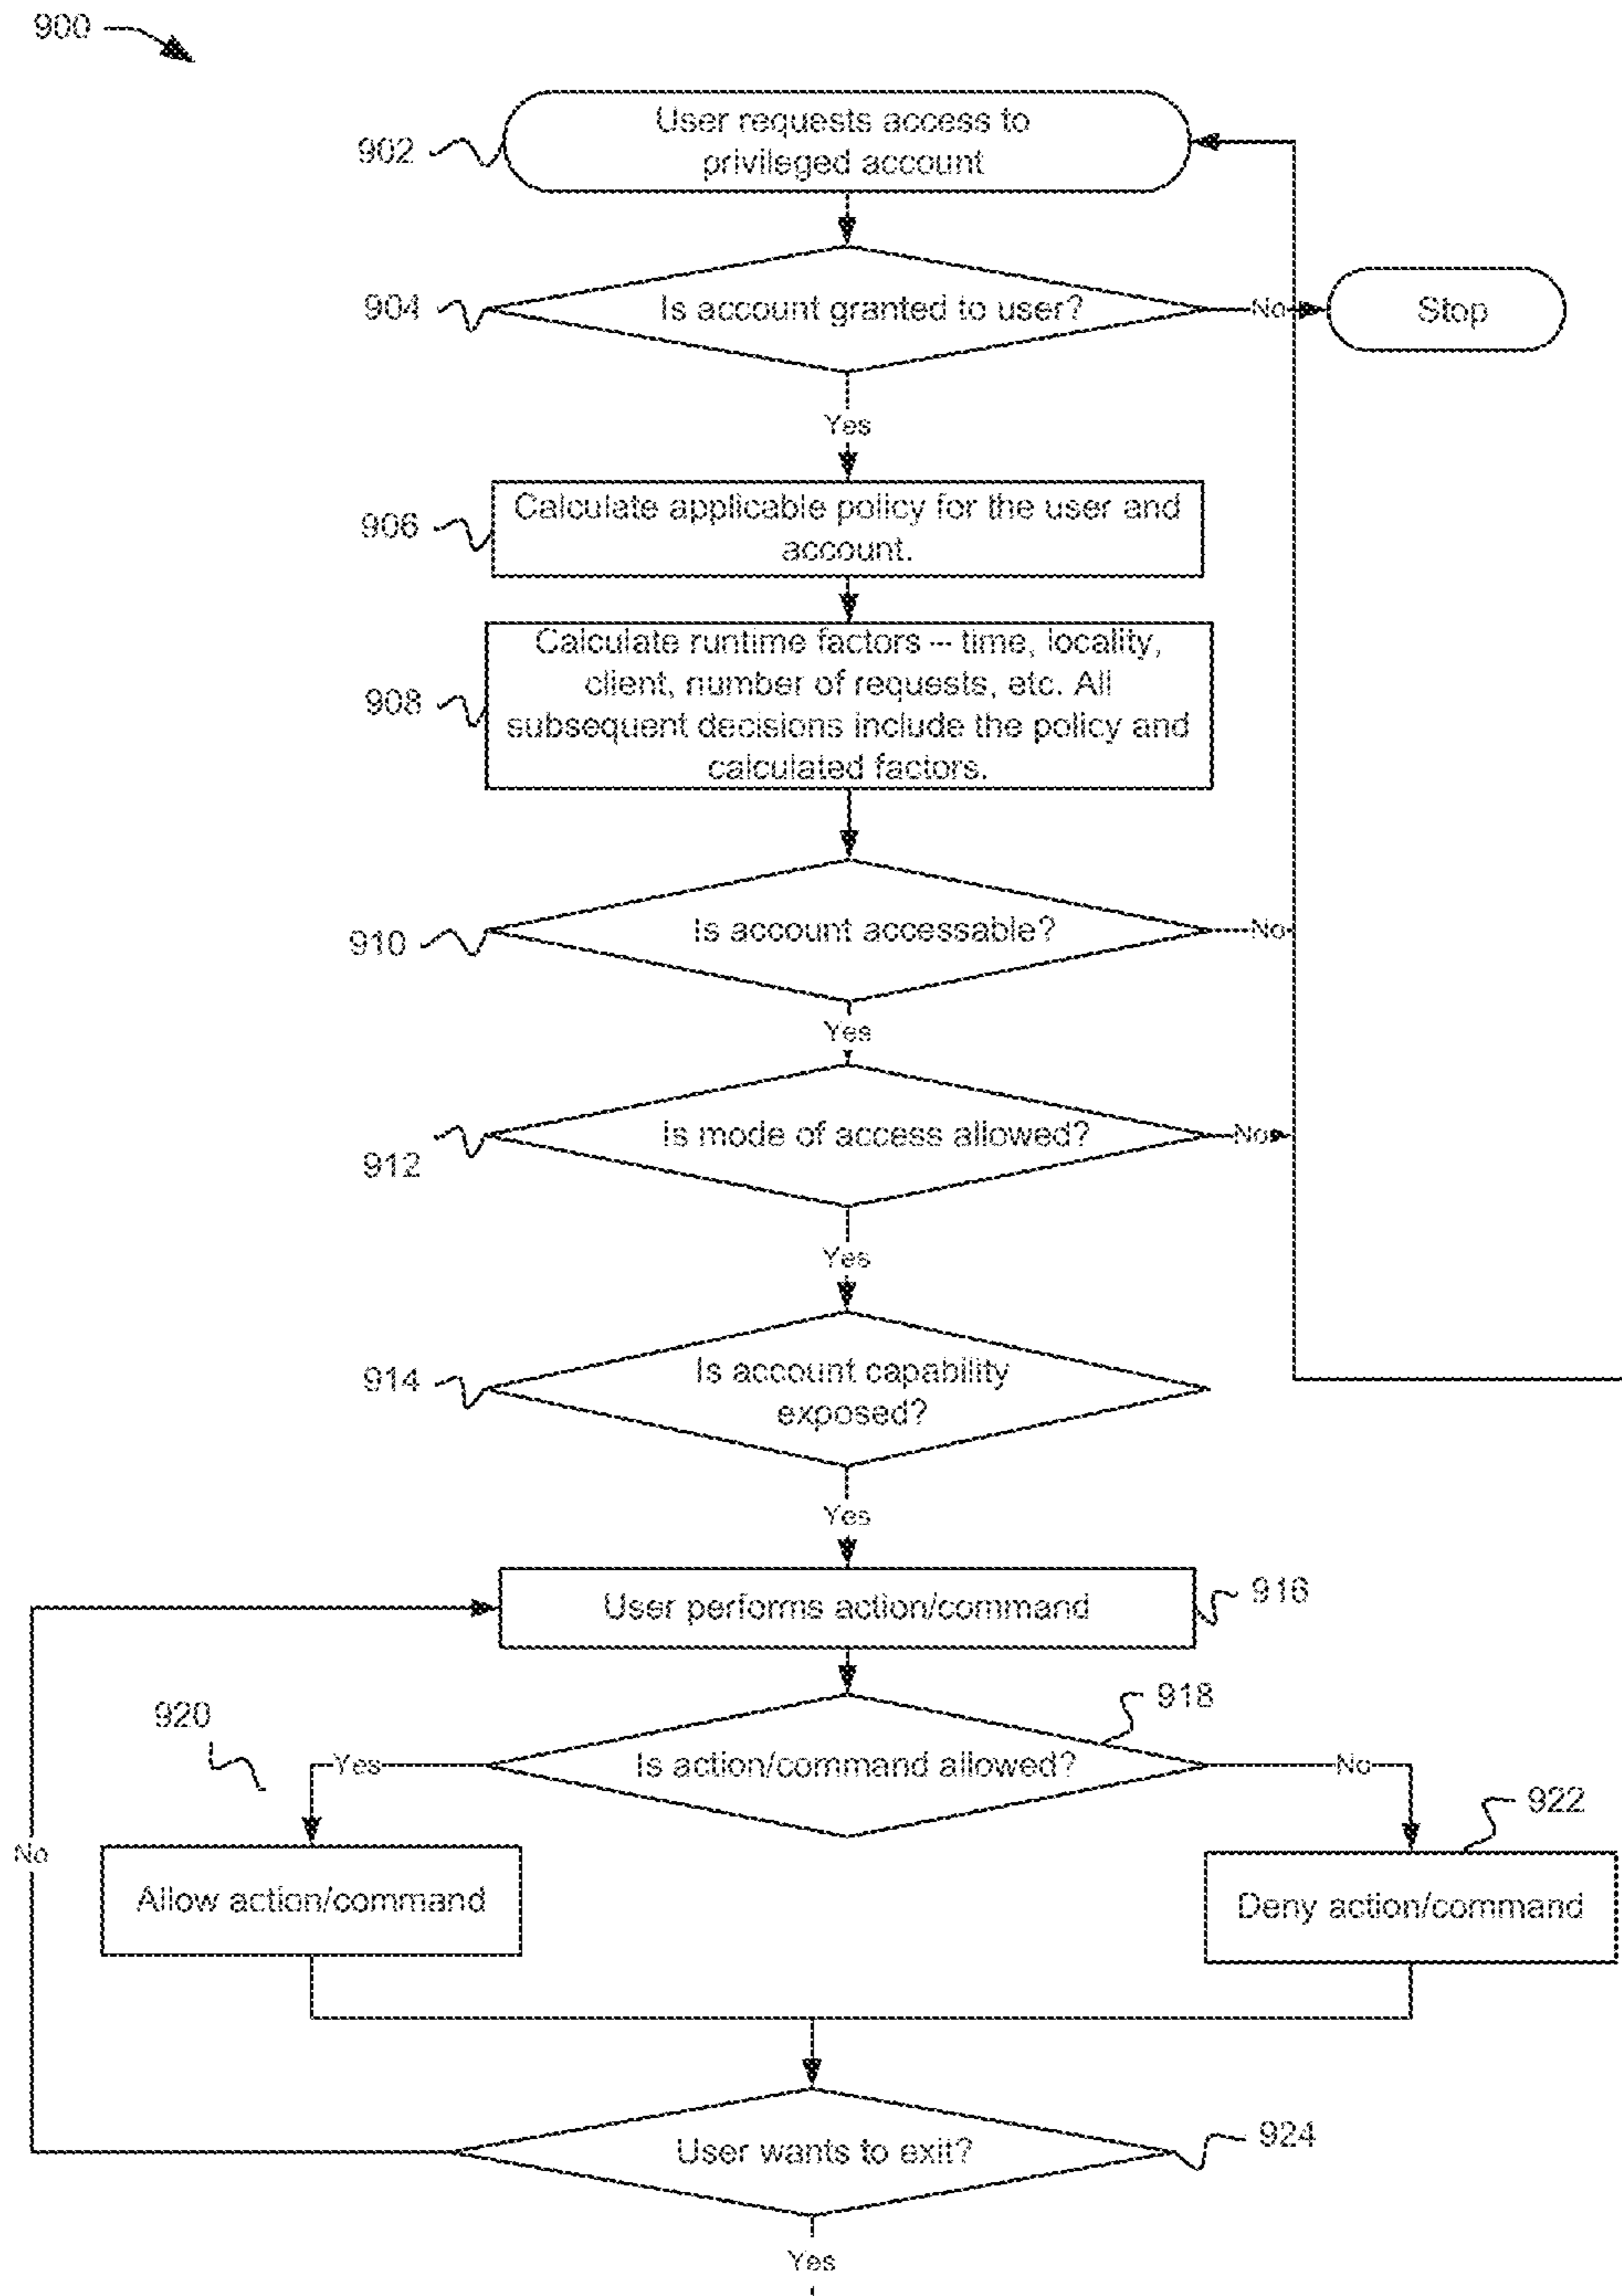 900
902
User requests access to
privileged account
904
Is account granted to user?
No
Stop
Yes
906
Calculate applicable policy for the user and
account.
908
Calculate runtime factors -- time, locality,
client, number of requests, etc. All
subsequent decisions include the policy and
calculated factors.
910
Is account accessable?
No
Yes
912
Is mode of access allowed?
No
Yes
914
Is account capability
exposed?
Yes
User performs action/command
916
918
920
Is action/command allowed?
Yes
No
922
No
Allow action/command
Deny action/command
User wants to exit?
924
Yes